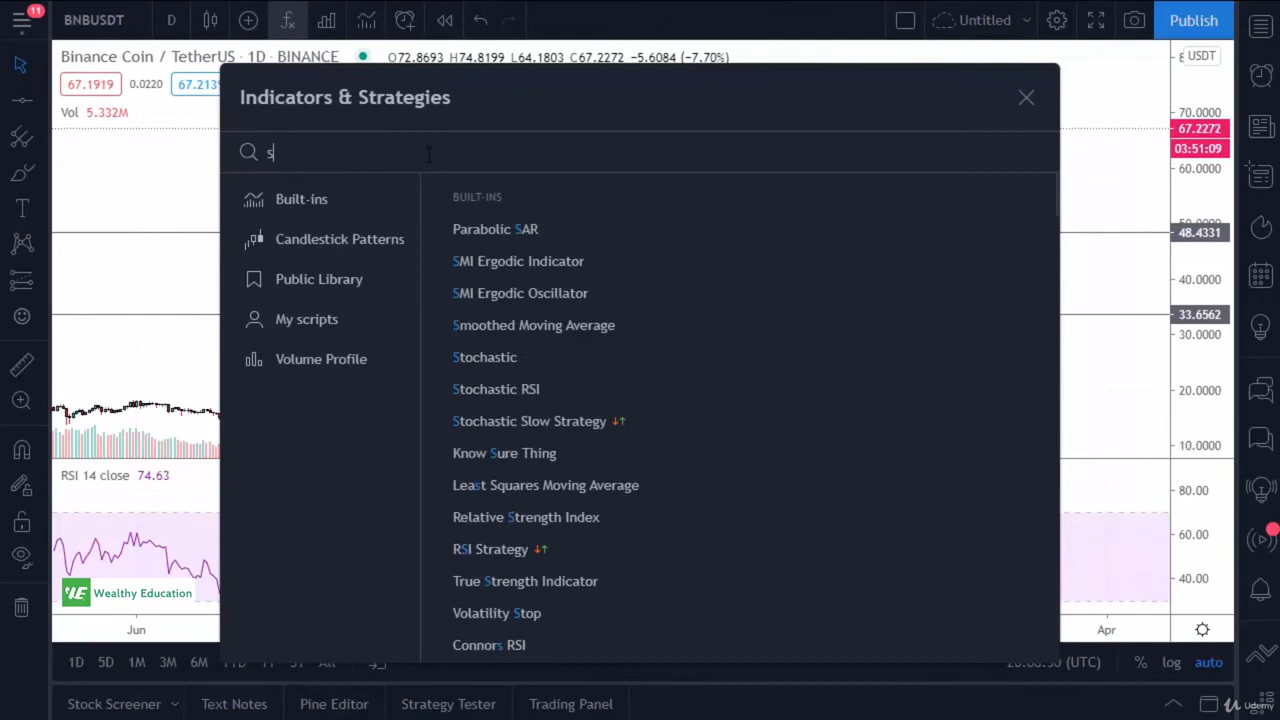 11
BNBUSDT
D
Untitled
Publish
Binance Coin / TetherUS · 1D · BINANCE
O72.8693 H74.8199 L64.1803 C67.2272 −5.6084 (−7.70%)
USDT
67.1919
0.0220
Vol 5.332M
Indicators & Strategies
s
Built-ins
Candlestick Patterns
Public Library
My scripts
Volume Profile
BUILT-INS
Parabolic SAR
SMI Ergodic Indicator
SMI Ergodic Oscillator
Smoothed Moving Average
Stochastic
Stochastic RSI
Stochastic Slow Strategy
Know Sure Thing
Least Squares Moving Average
Relative Strength Index
RSI Strategy
True Strength Indicator
Volatility Stop
Connors RSI
70.0000
67.2272
03:51:09
60.0000
48.4331
40.0000
33.6562
30.0000
20.0000
10.0000
80.00
60.00
40.00
RSI 14 close 74.63
WE Wealthy Education
Jun
Apr
1D 5D 1M 3M 6M
(UTC)
% log auto
Stock Screener
Text Notes
Pine Editor
Strategy Tester
Trading Panel
Udemy